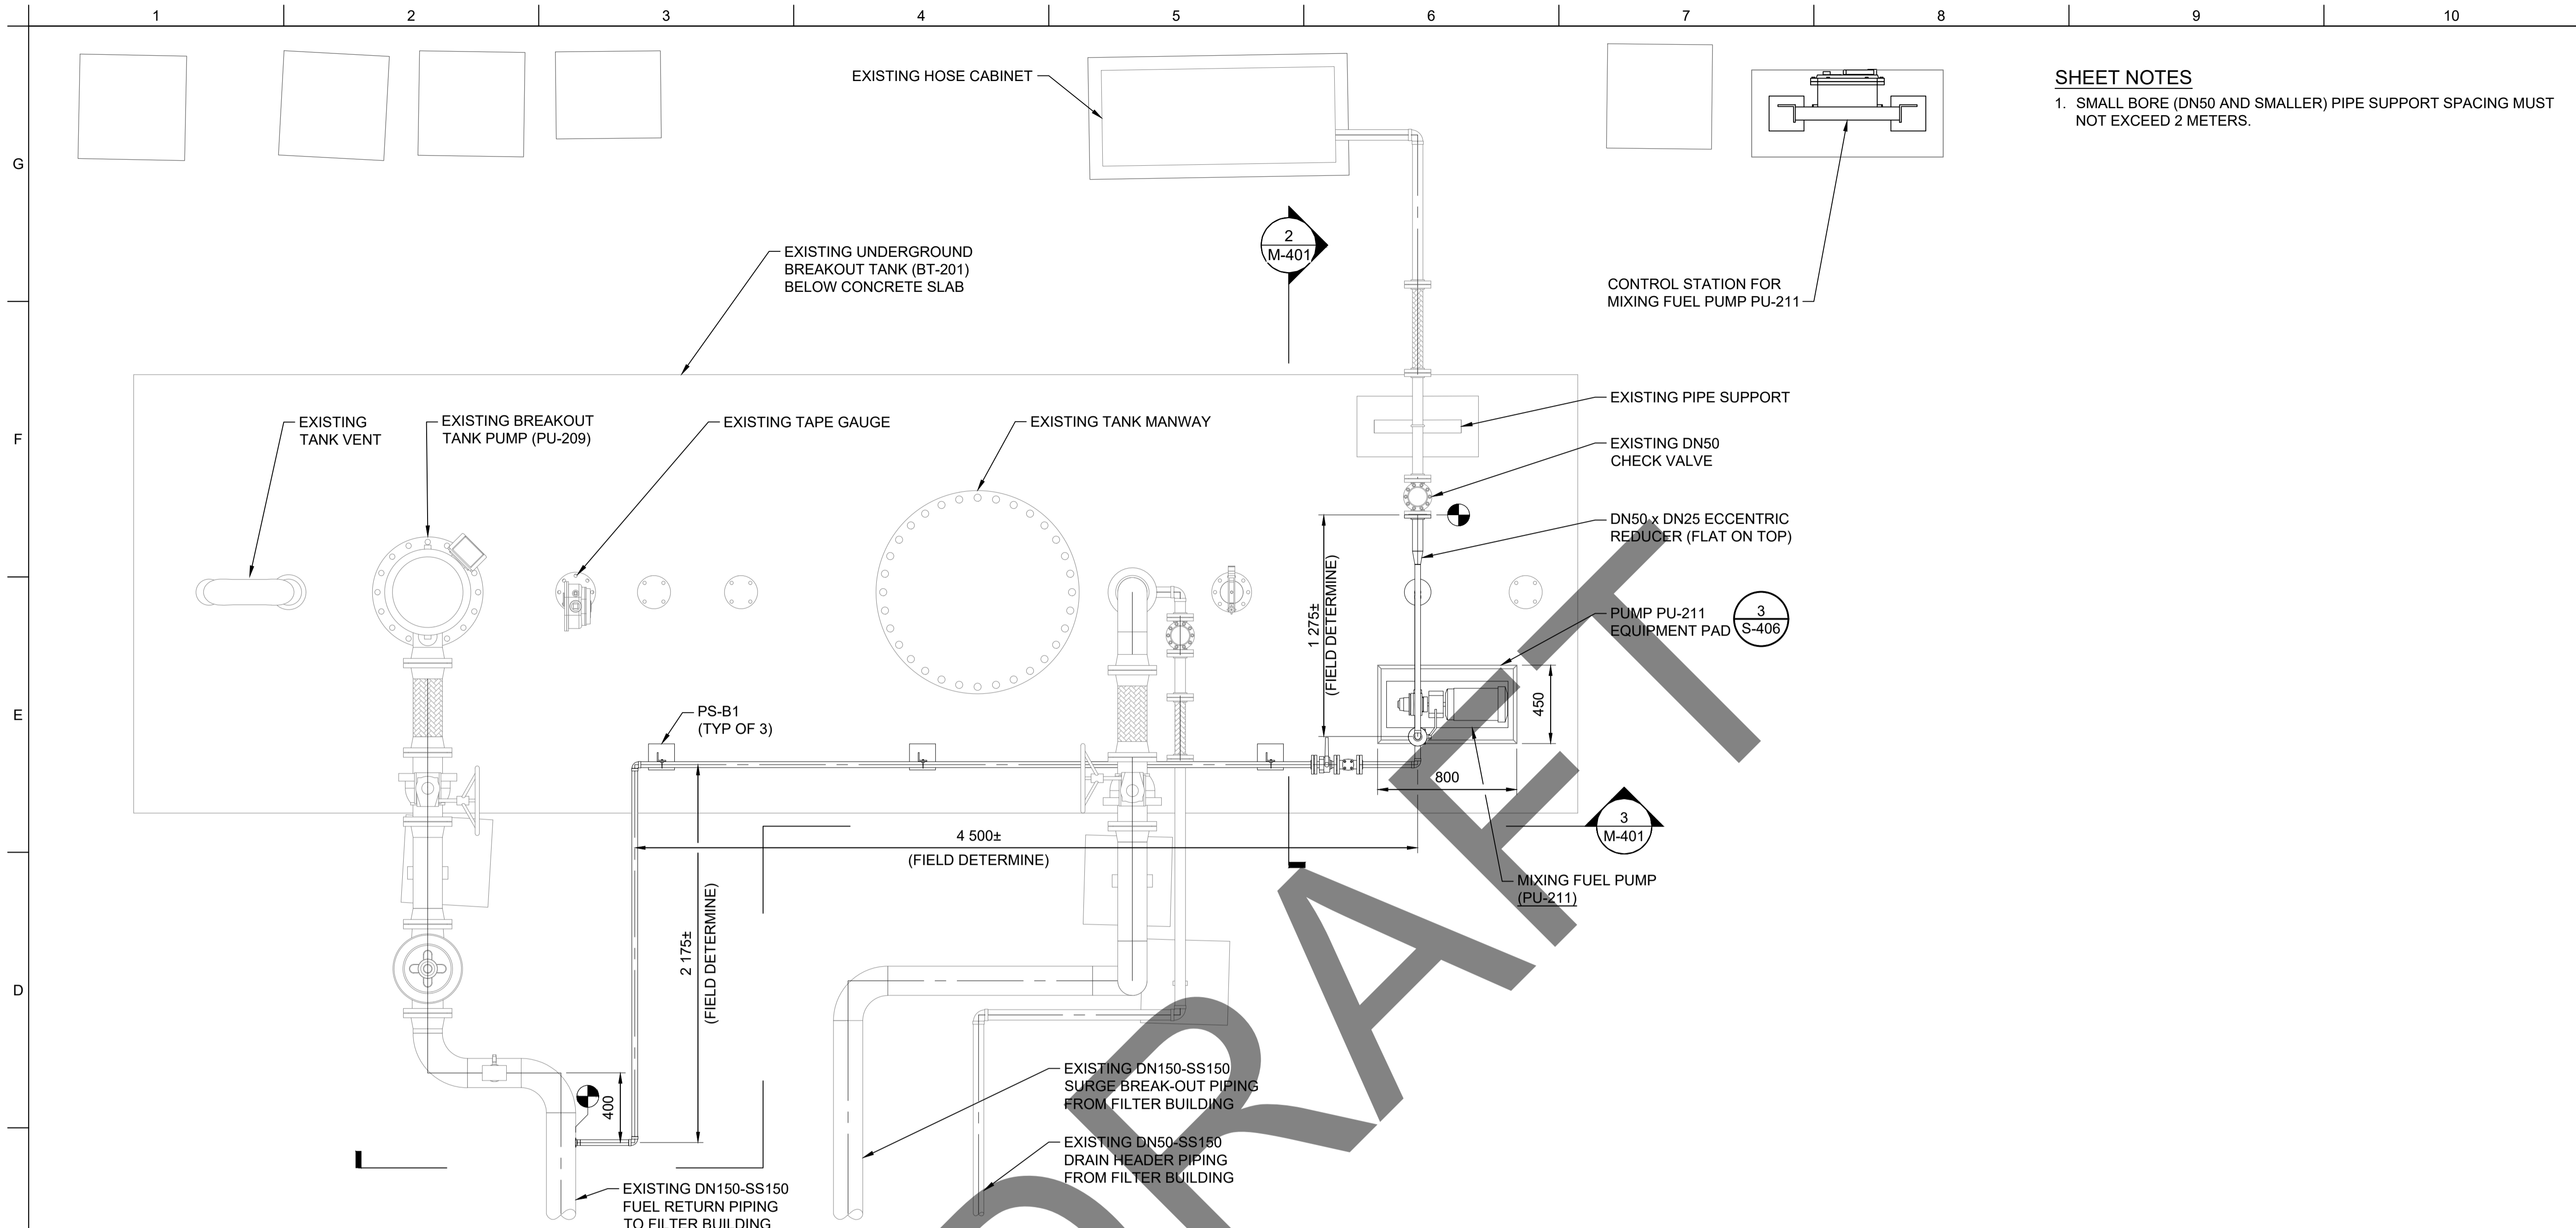 1 2 3 4 5 6 7 8 9 10
G
F
E
D
SHEET NOTES
1. SMALL BORE (DN50 AND SMALLER) PIPE SUPPORT SPACING MUST
NOT EXCEED 2 METERS.
EXISTING HOSE CABINET
2
M-401
CONTROL STATION FOR
MIXING FUEL PUMP PU-211
EXISTING UNDERGROUND
BREAKOUT TANK (BT-201)
BELOW CONCRETE SLAB
EXISTING
TANK VENT
EXISTING BREAKOUT
TANK PUMP (PU-209)
EXISTING TAPE GAUGE
EXISTING TANK MANWAY
EXISTING PIPE SUPPORT
EXISTING DN50
CHECK VALVE
DN50 x DN25 ECCENTRIC
REDUCER (FLAT ON TOP)
1 275±
(FIELD DETERMINE)
PUMP PU-211
EQUIPMENT PAD
3
S-406
PS-B1
(TYP OF 3)
450
800
4 500±
(FIELD DETERMINE)
3
M-401
MIXING FUEL PUMP
(PU-211)
2 175±
(FIELD DETERMINE)
400
EXISTING DN150-SS150
SURGE BREAK-OUT PIPING
FROM FILTER BUILDING
EXISTING DN50-SS150
DRAIN HEADER PIPING
FROM FILTER BUILDING
EXISTING DN150-SS150
FUEL RETURN PIPING
TO FILTER BUILDING
DRAFT